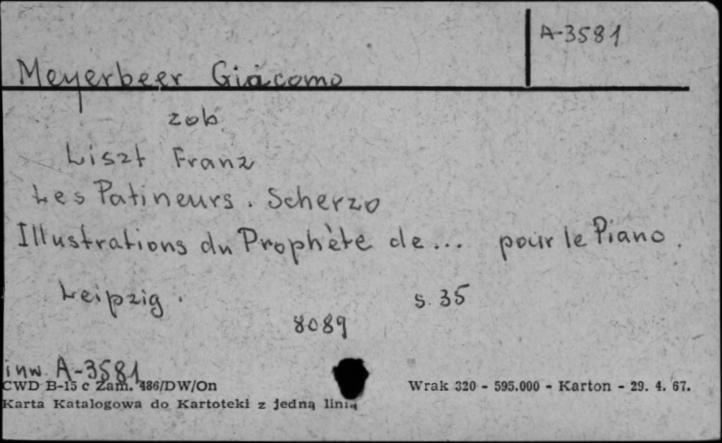 A-3581
Meyerbeer Giacomo
zob
Liszt Franz
Les Patineurs. Scherzo
Illustrations du Prophète de... pour le Piano.
Leipzig. s. 35
8089
inw. A-3581
CWD B-15 c Zam. 486/DW/On Wrak 320 - 595.000 - Karton - 29. 4. 67.
Karta Katalogowa do Kartoteki z jedną linią